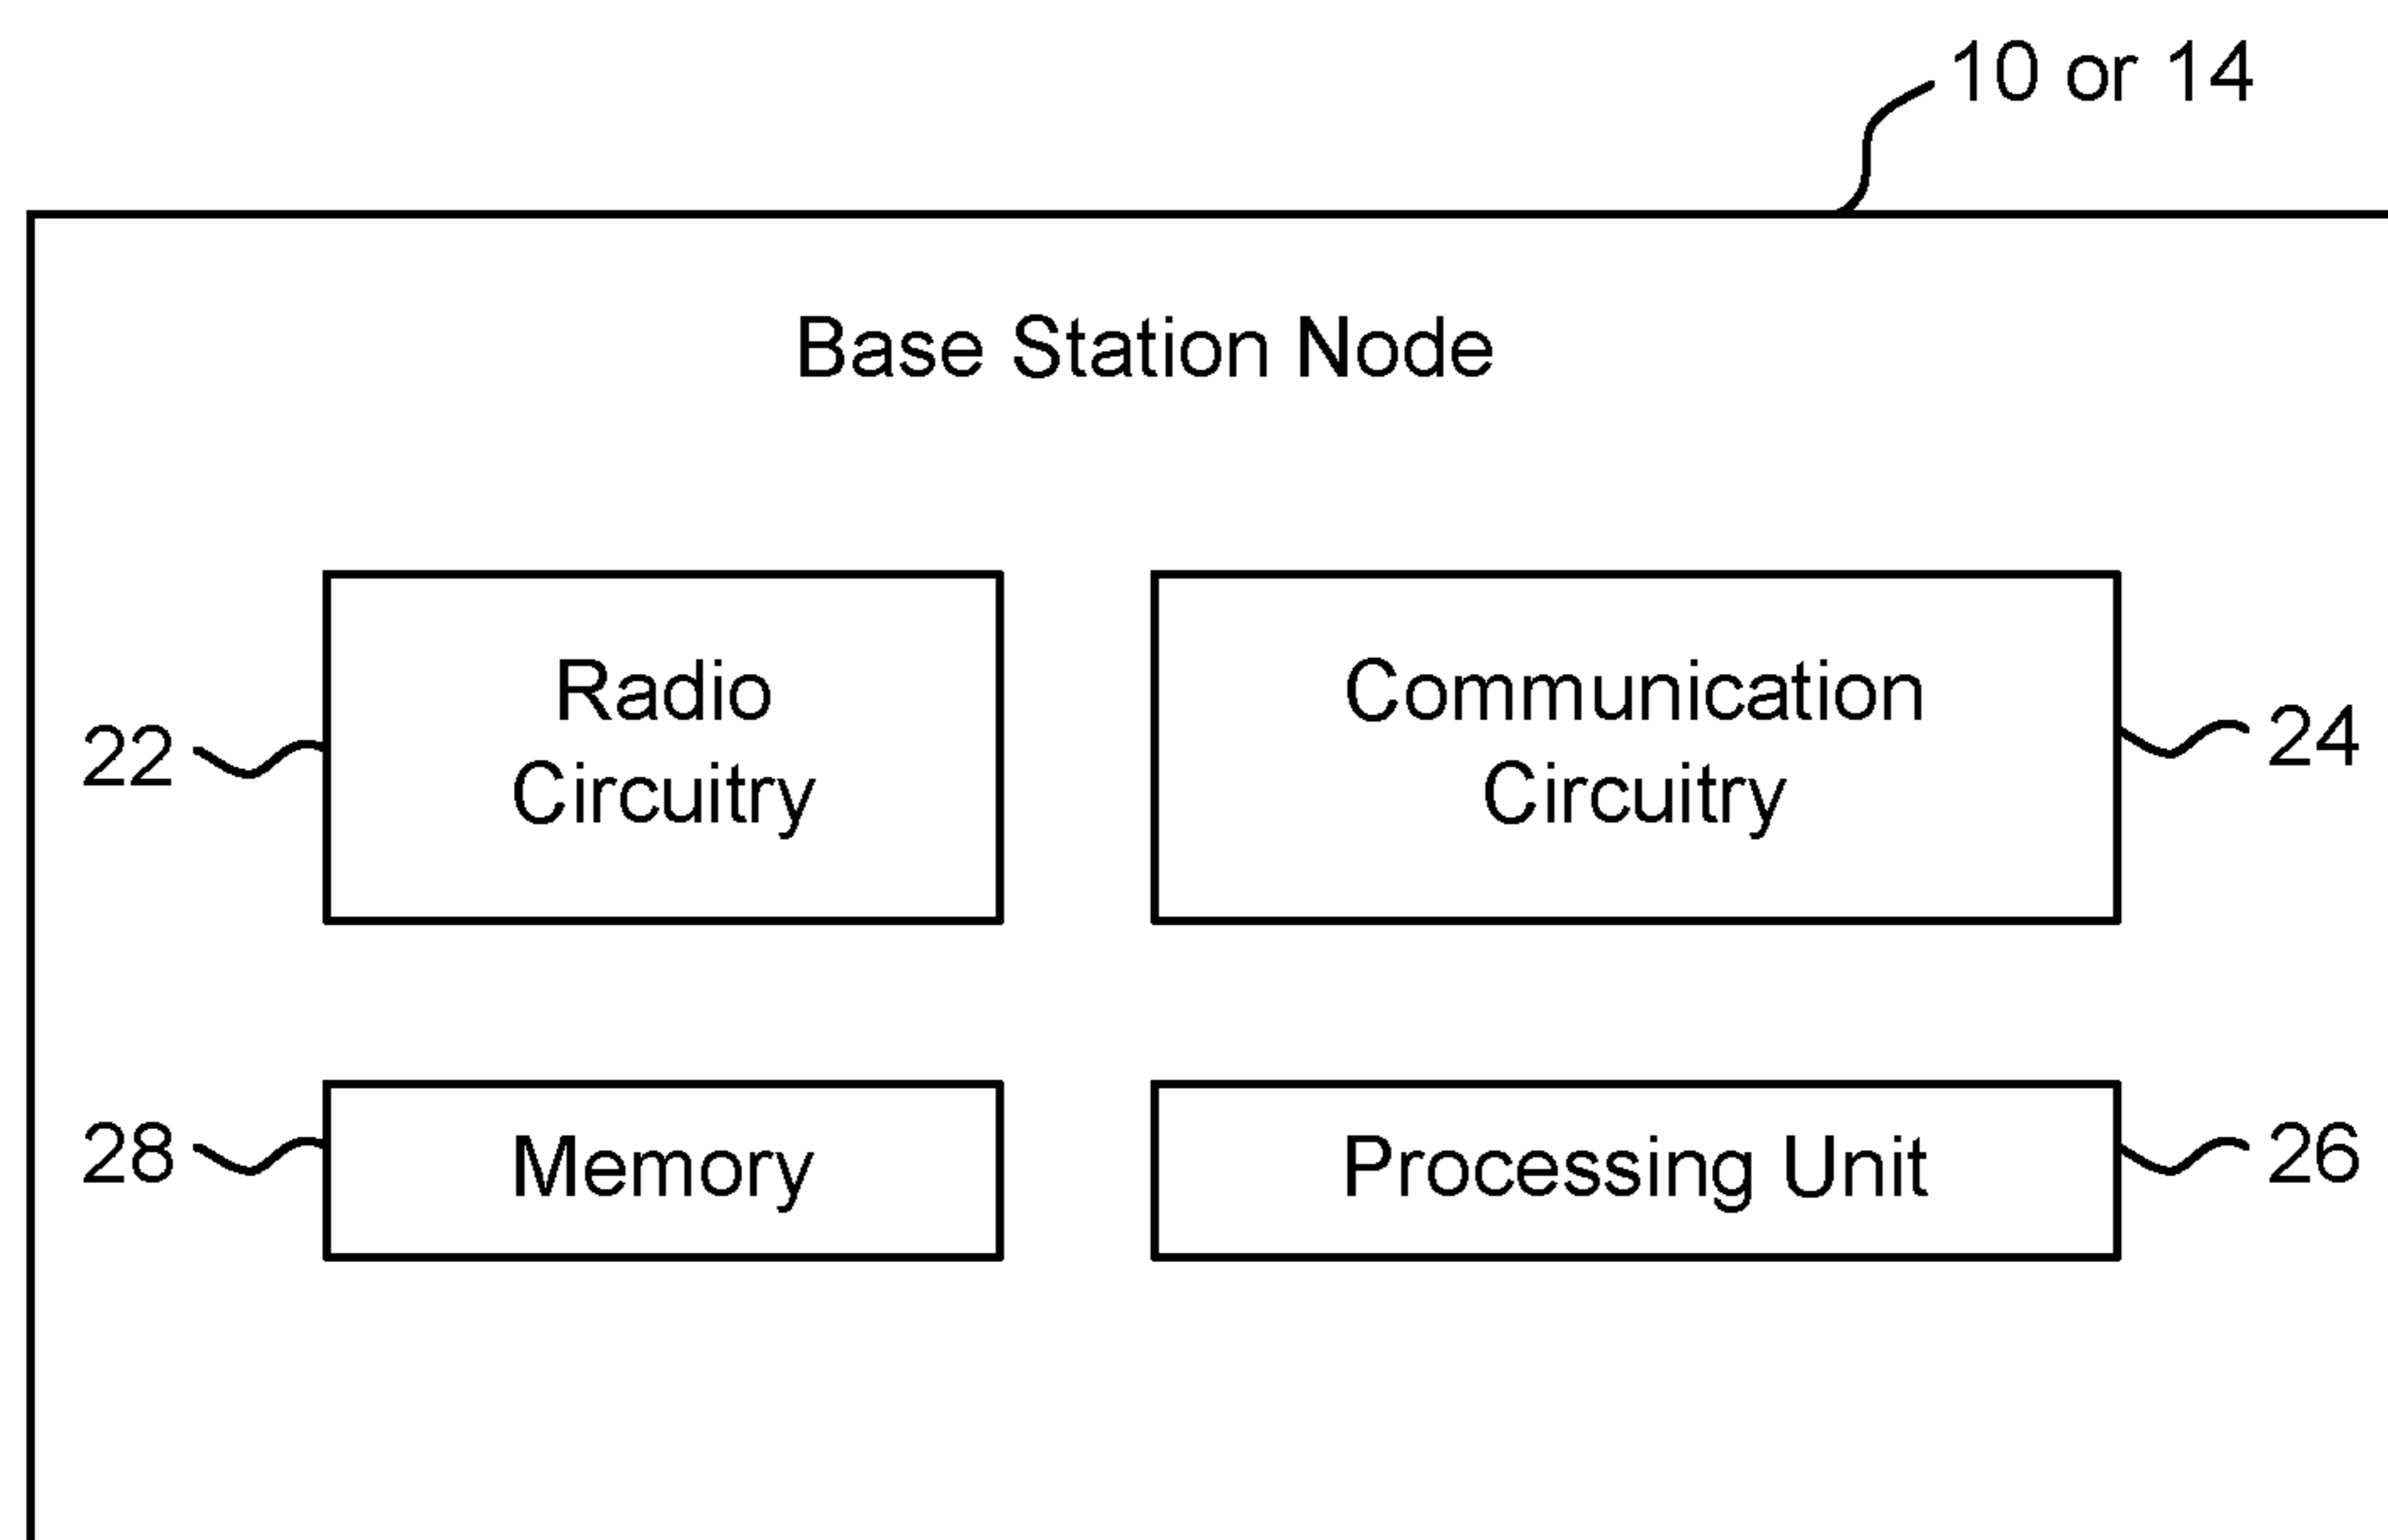 10 or 14
Base Station Node
Radio
Circuitry
22
Communication
Circuitry
24
28
Memory
Processing Unit
26